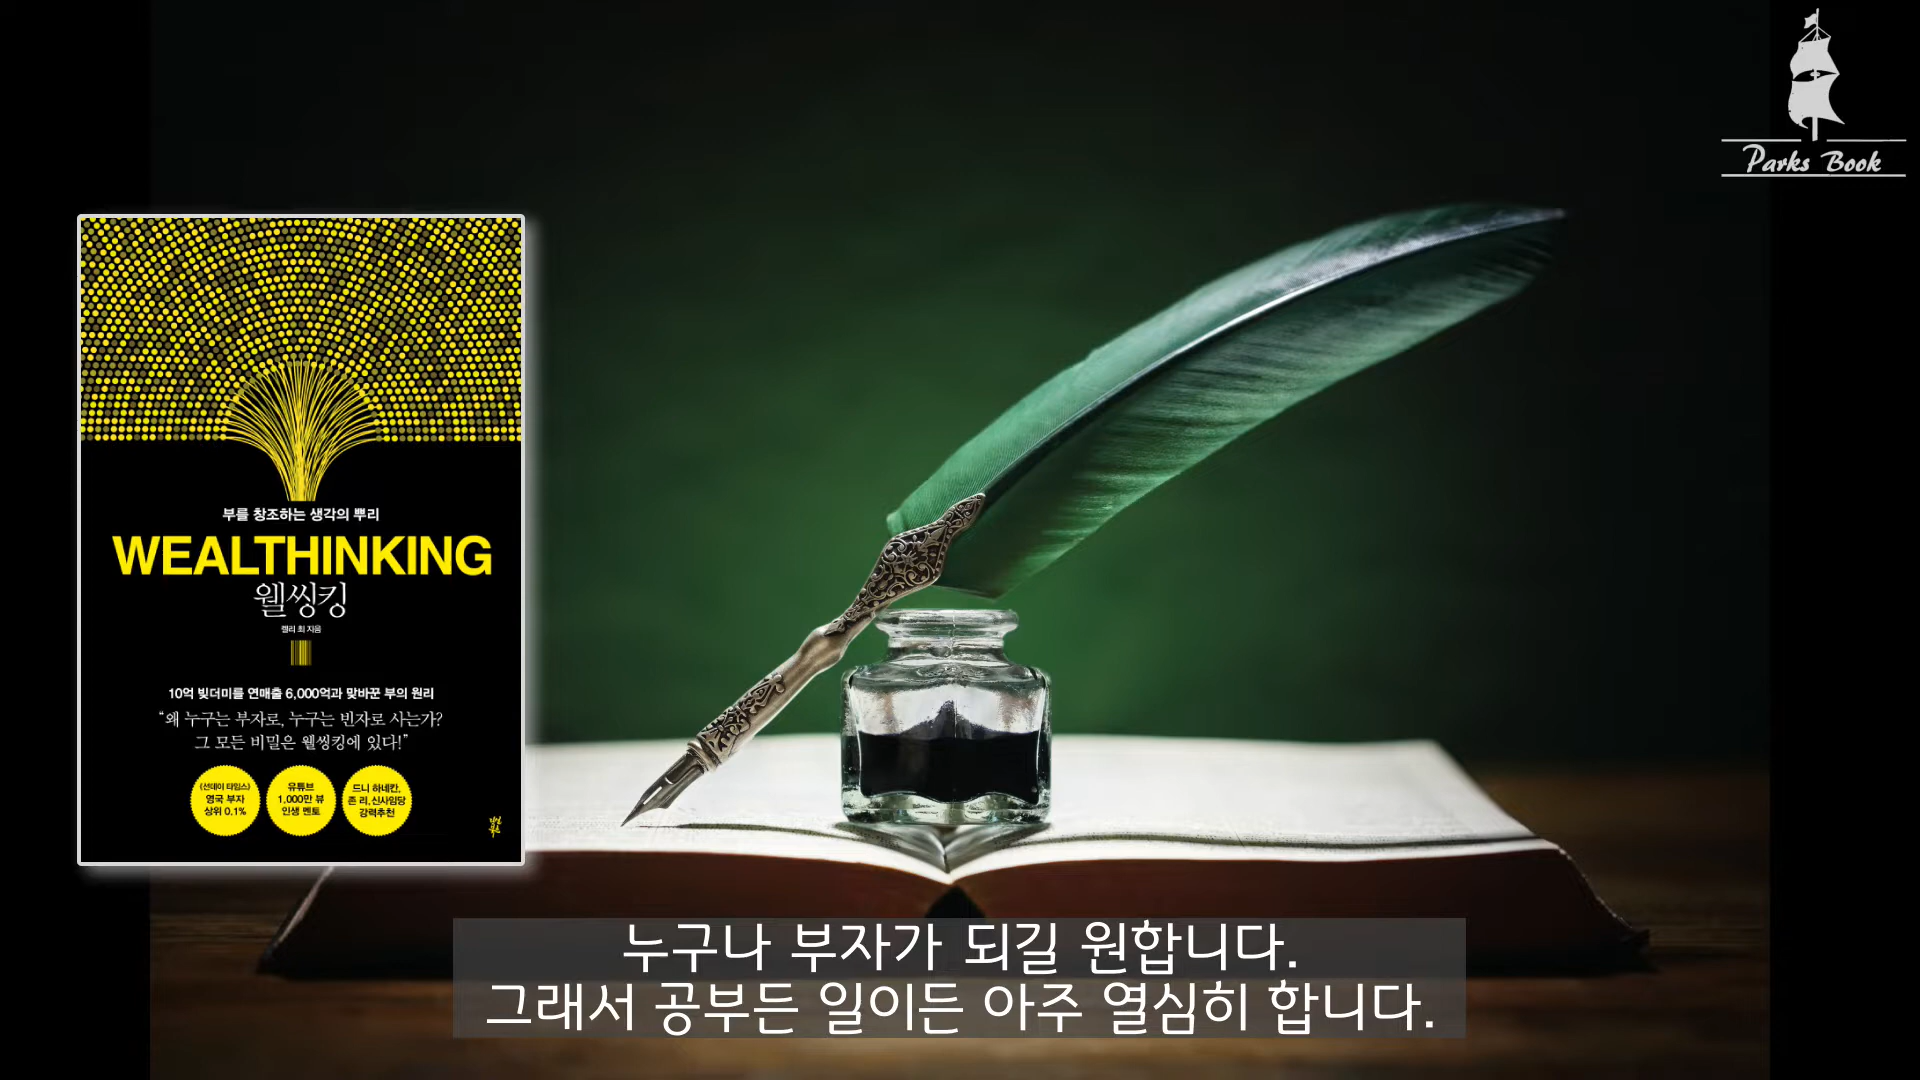 Parks Book
부를 창조하는 생각의 뿌리
WEALTHINKING
웰씽킹
켈리 최 지음
10억 빚더미를 연매출 6,000억과 맞바꾼 부의 원리
“왜 누구는 부자로, 누구는 빈자로 사는가?
그 모든 비밀은 웰씽킹에 있다!”
《선데이 타임스》
영국 부자
상위 0.1%
유튜브
1,000만 뷰
인생 멘토
드니 하네칸,
존 리, 신사임당
강력추천
누구나 부자가 되길 원합니다.
그래서 공부든 일이든 아주 열심히 합니다.